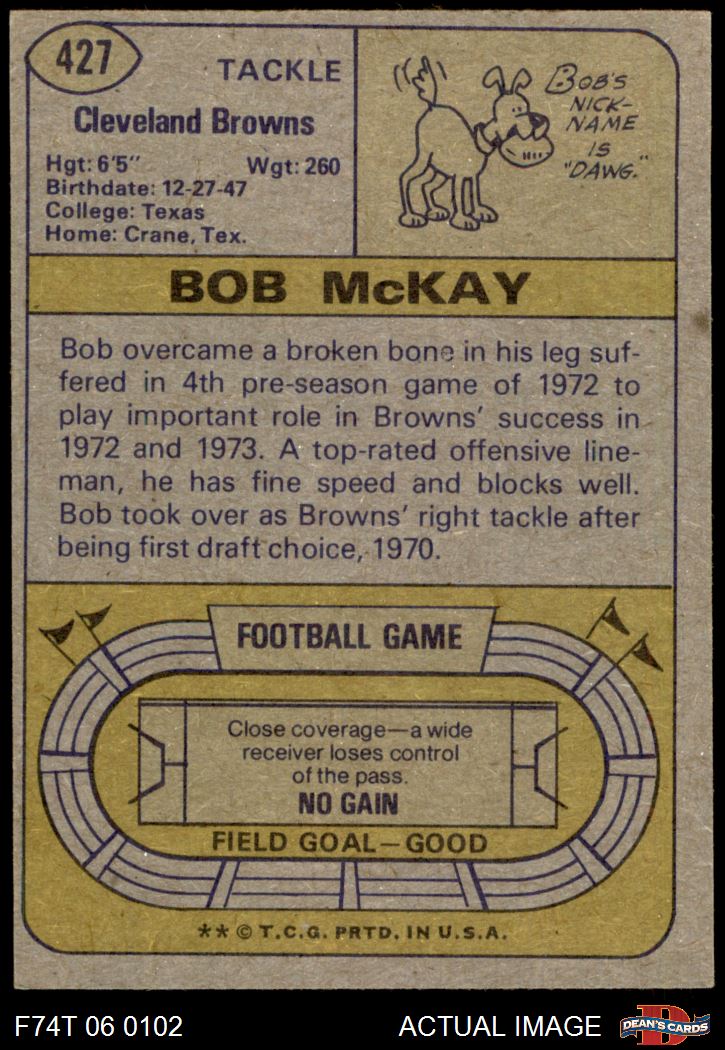 427
TACKLE
Cleveland Browns
Hgt: 6'5" Wgt: 260
Birthdate: 12-27-47
College: Texas
Home: Crane, Tex.
BOB'S
NICK-
NAME
IS
"DAWG."
BOB McKAY
Bob overcame a broken bone in his leg suf-
fered in 4th pre-season game of 1972 to
play important role in Browns' success in
1972 and 1973. A top-rated offensive line-
man, he has fine speed and blocks well.
Bob took over as Browns' right tackle after
being first draft choice, 1970.
FOOTBALL GAME
Close coverage—a wide
receiver loses control
of the pass.
NO GAIN
FIELD GOAL—GOOD
** © T.C.G. PRTD. IN U.S.A.
F74T 06 0102 ACTUAL IMAGE
D
DEAN'S CARDS